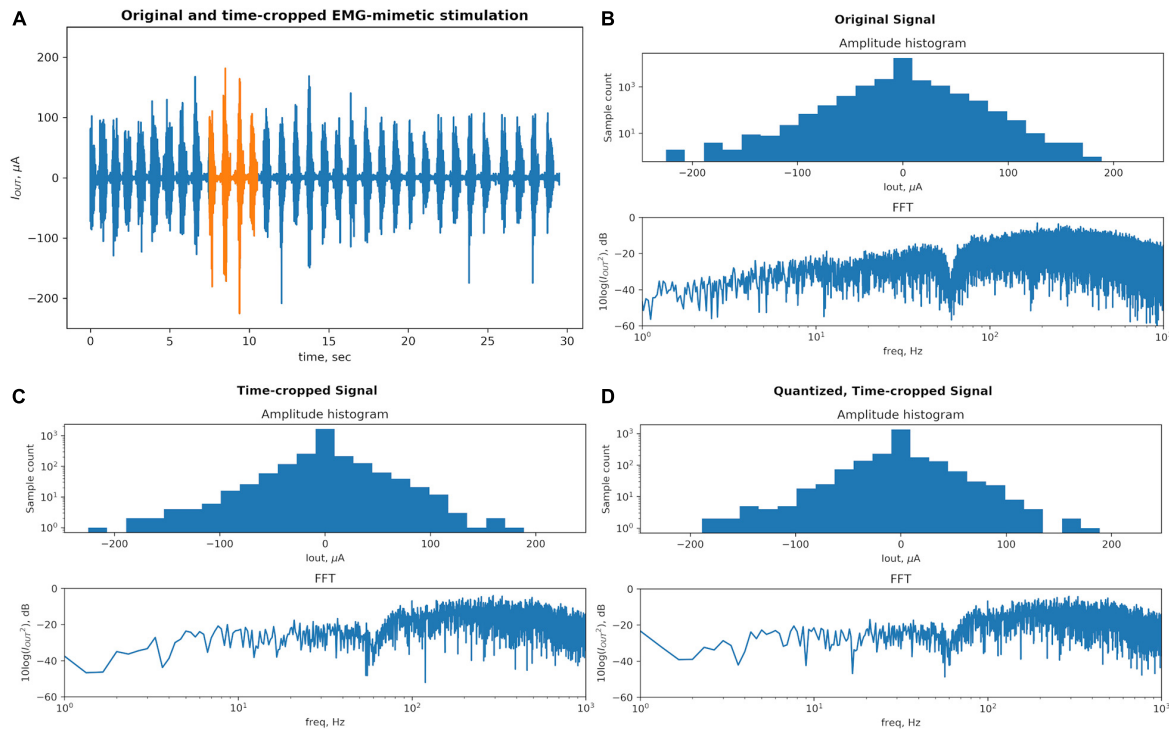 A
Original and time-cropped EMG-mimetic stimulation
200
100
0
−100
−200
I_OUT, μA
0 5 10 15 20 25 30
time, sec
B
Original Signal
Amplitude histogram
10³
10¹
Sample count
−200 −100 0 100 200
Iout, μA
FFT
0
−20
−40
−60
10log(I_OUT²), dB
10⁰ 10¹ 10² 10
freq, Hz
C
Time-cropped Signal
Amplitude histogram
10³
10²
10¹
10⁰
Sample count
−200 −100 0 100 200
Iout, μA
FFT
0
−20
−40
−60
10log(I_OUT²), dB
10⁰ 10¹ 10² 10³
freq, Hz
D
Quantized, Time-cropped Signal
Amplitude histogram
10³
10²
10¹
10⁰
Sample count
−200 −100 0 100 200
Iout, μA
FFT
0
−20
−40
−60
10log(I_OUT²), dB
10⁰ 10¹ 10² 10³
freq, Hz